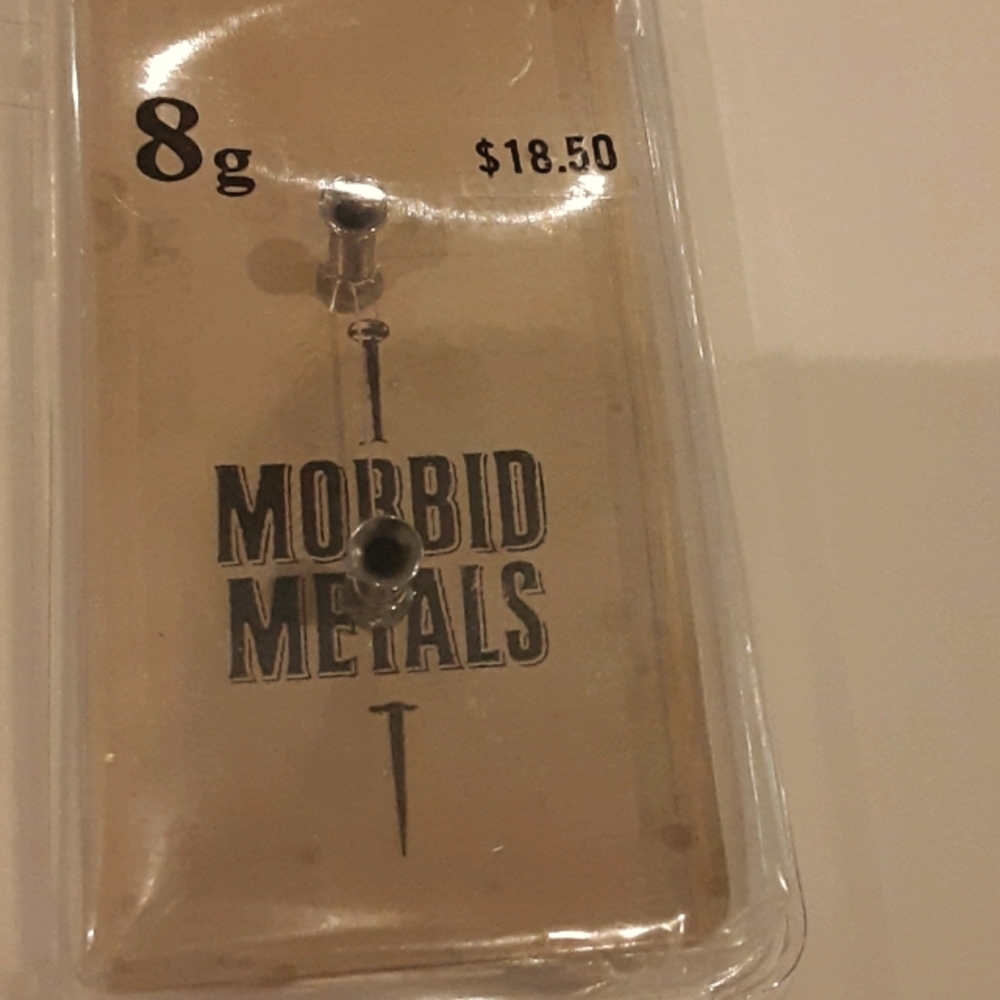 8g
$18.50
MORBID
METALS